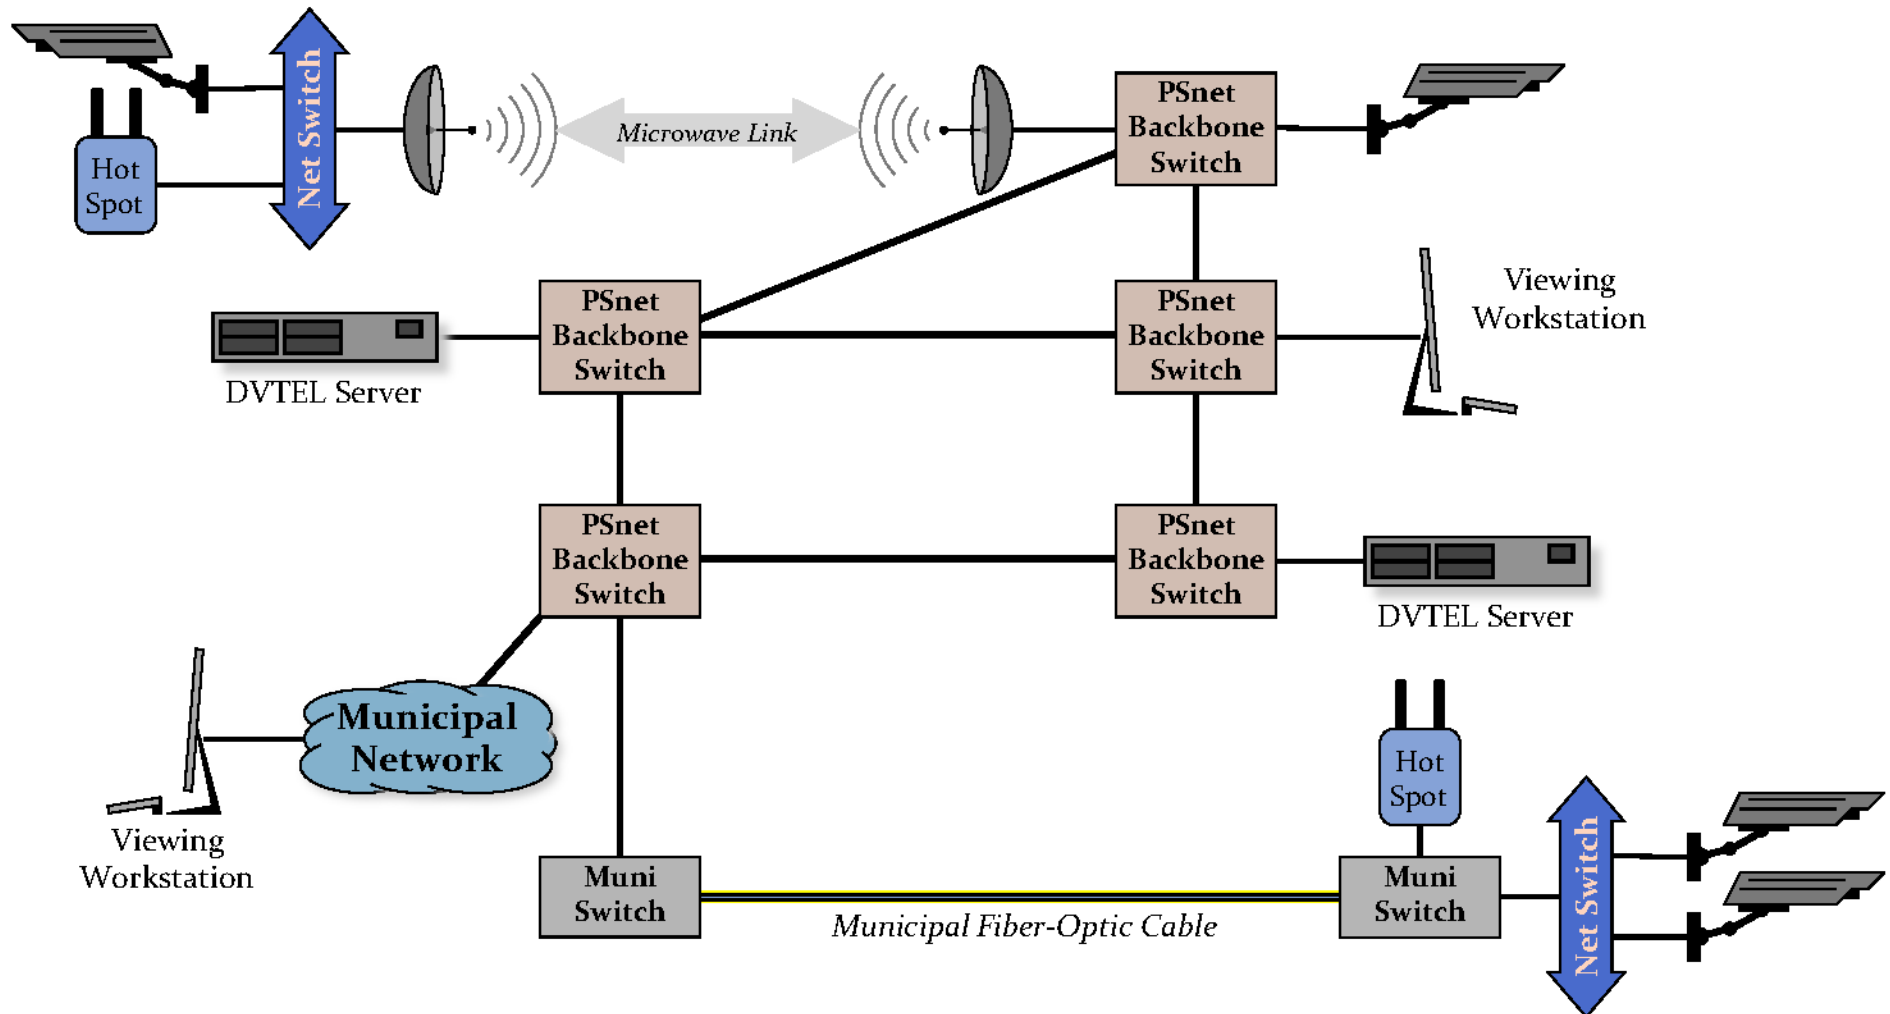 Net Switch
Hot
Spot
Microwave Link
PSnet
Backbone
Switch
DVTEL Server
PSnet
Backbone
Switch
PSnet
Backbone
Switch
Viewing
Workstation
PSnet
Backbone
Switch
PSnet
Backbone
Switch
DVTEL Server
Municipal
Network
Viewing
Workstation
Muni
Switch
Municipal Fiber-Optic Cable
Hot
Spot
Muni
Switch
Net Switch